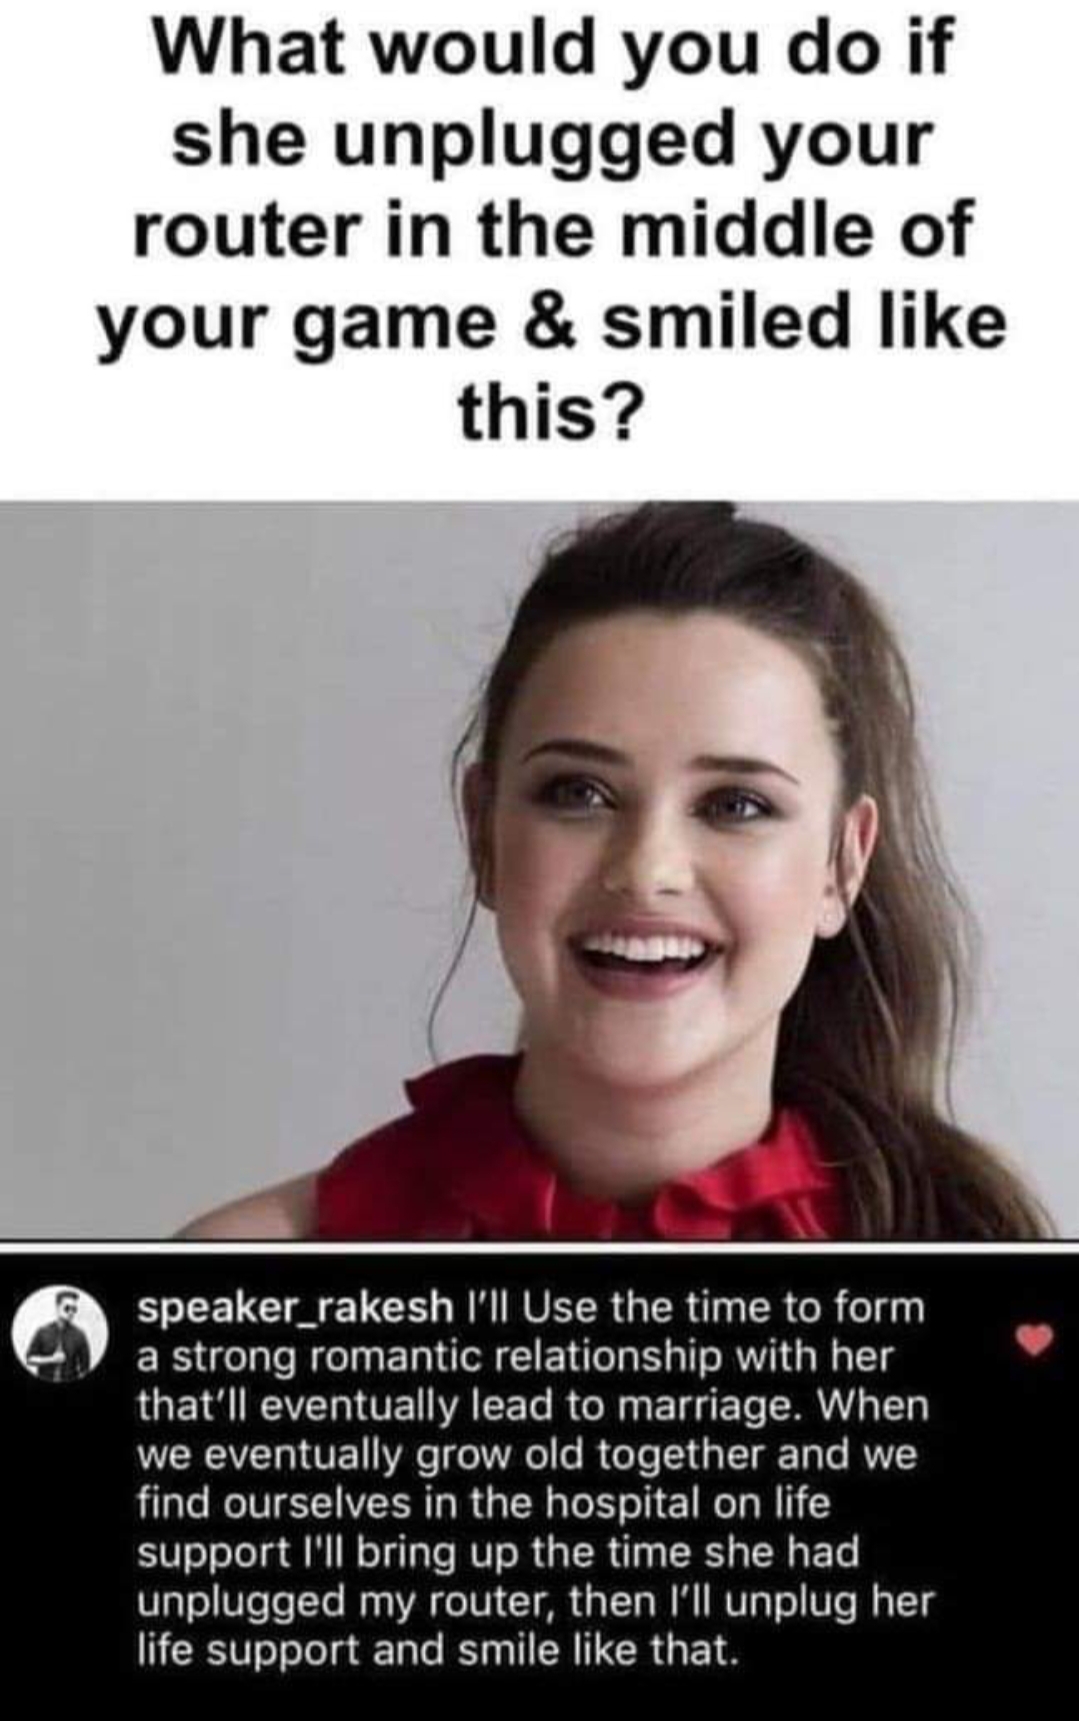 What would you do if
she unplugged your
router in the middle of
your game & smiled like
this?
speaker_rakesh I'll Use the time to form
a strong romantic relationship with her
that'll eventually lead to marriage. When
we eventually grow old together and we
find ourselves in the hospital on life
support I'll bring up the time she had
unplugged my router, then I'll unplug her
life support and smile like that.